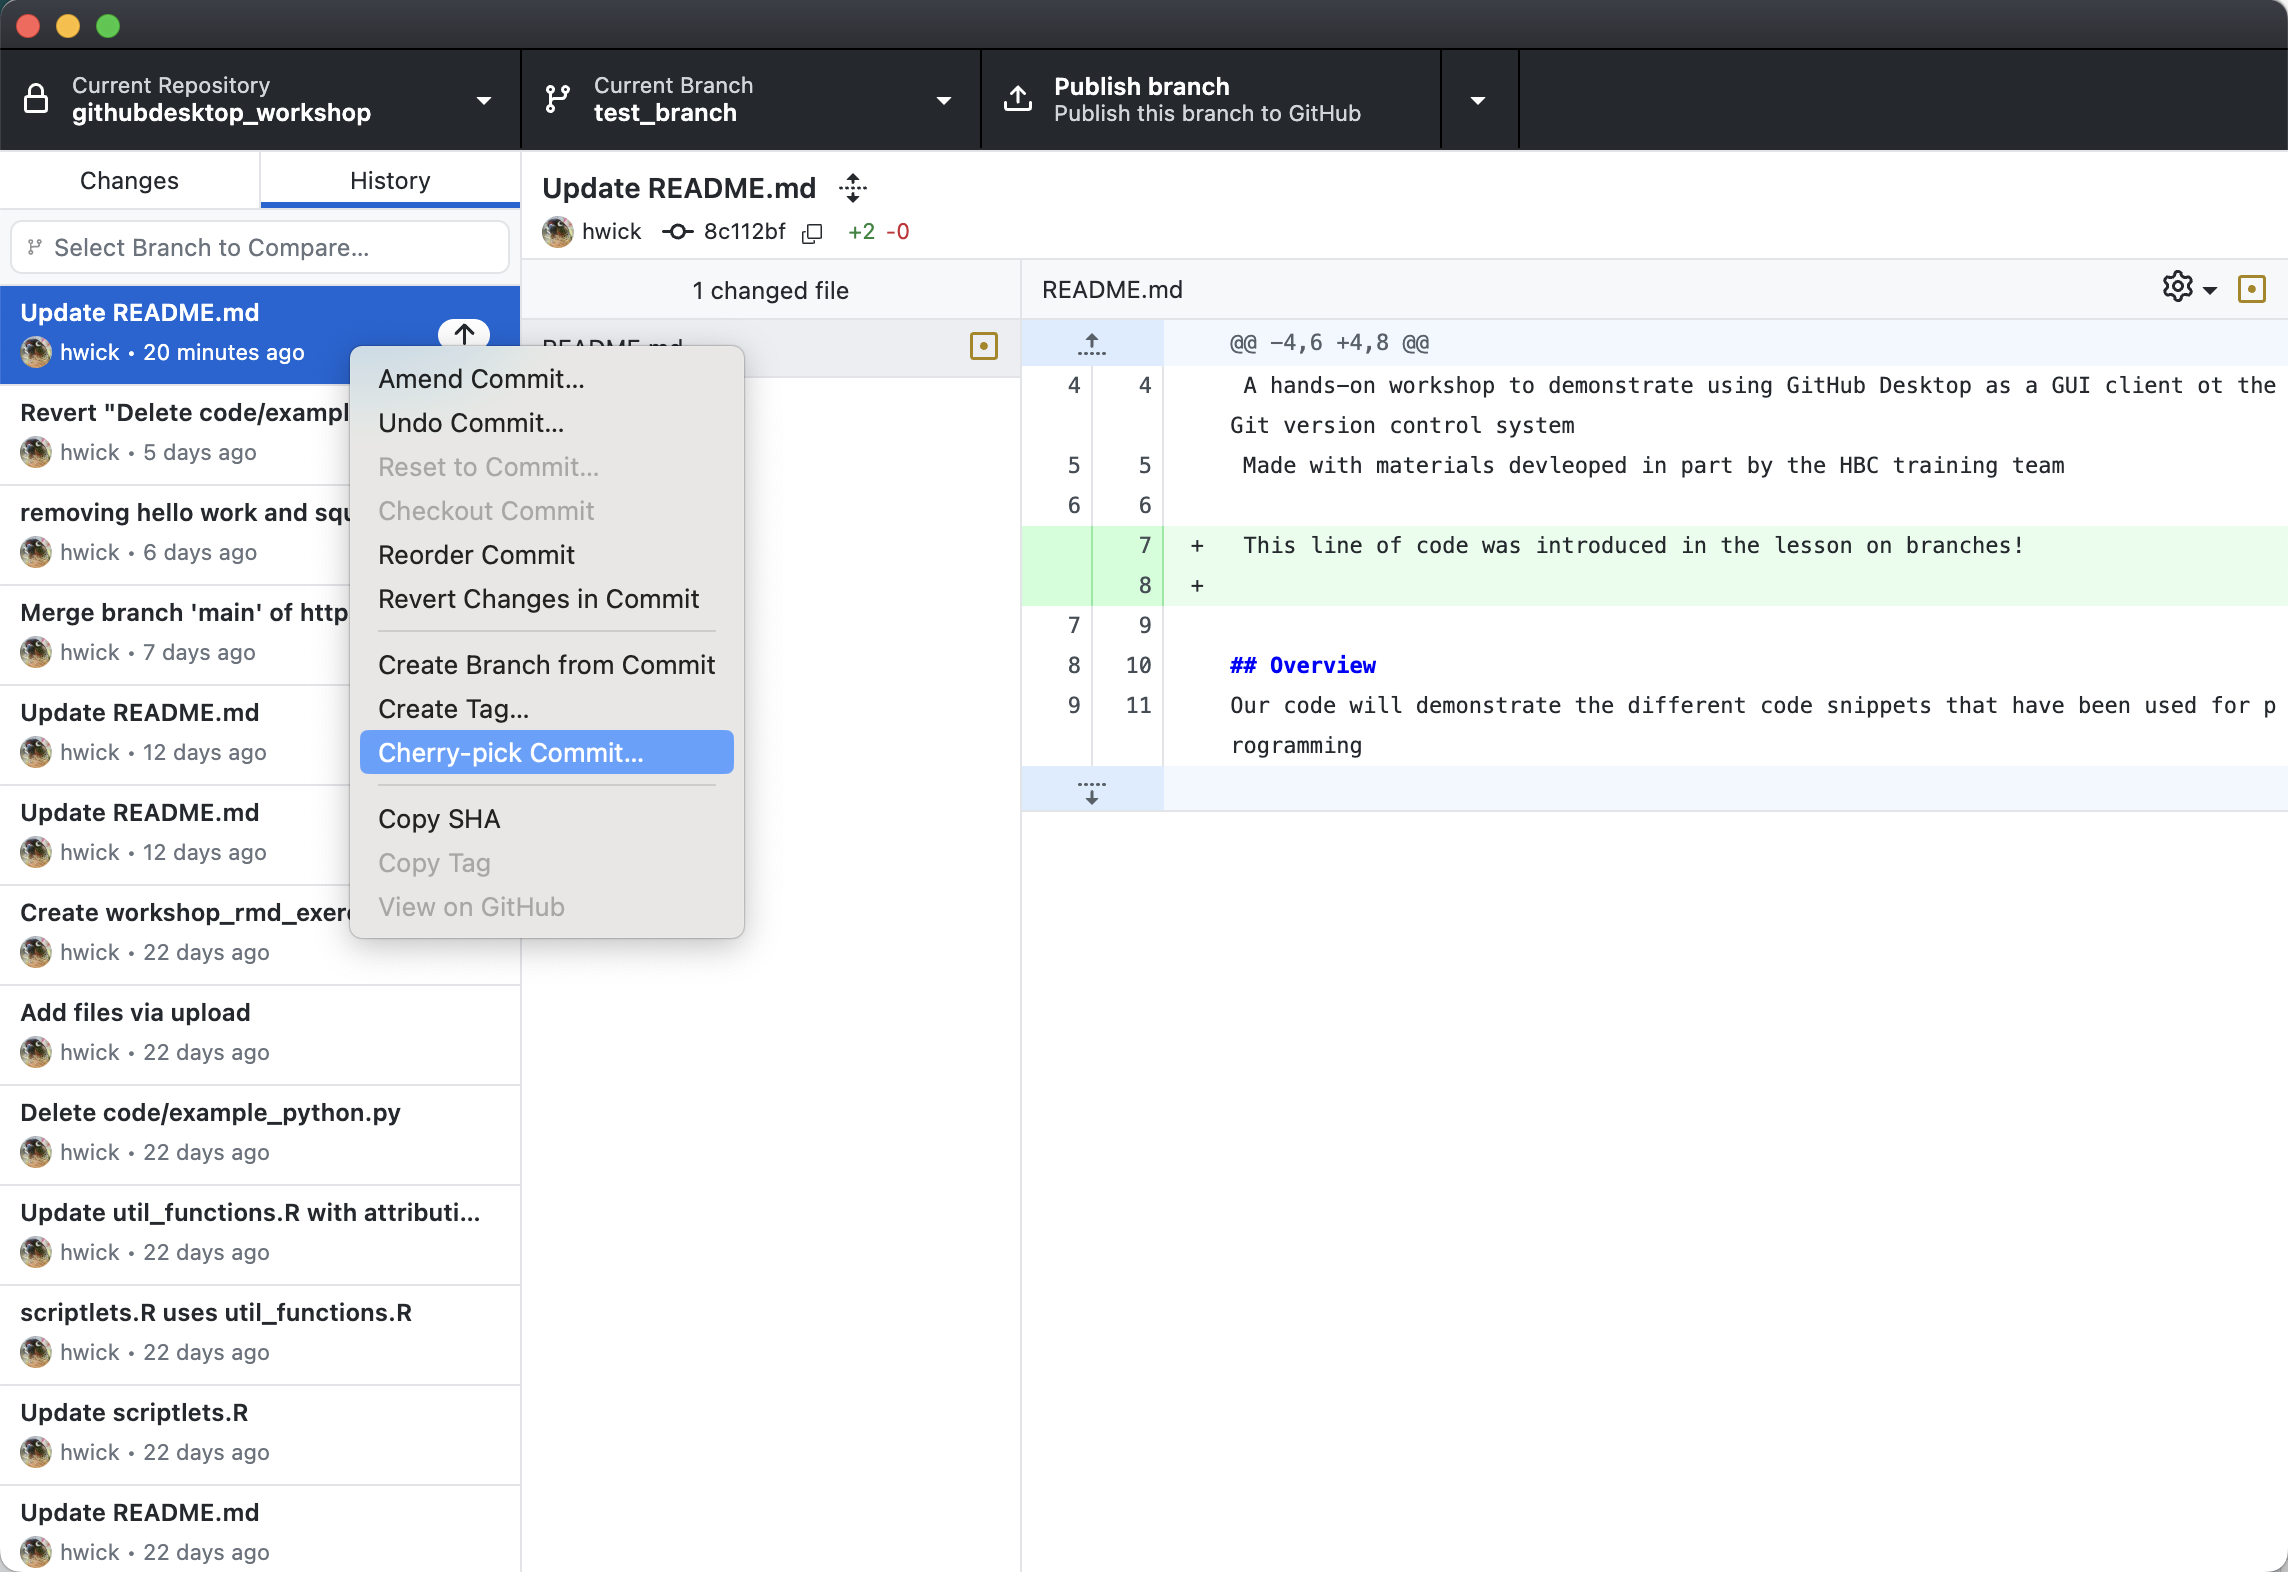 Current Repository
githubdesktop_workshop
Current Branch
test_branch
Publish branch
Publish this branch to GitHub
Changes
History
Select Branch to Compare...
Update README.md
hwick • 20 minutes ago
Revert "Delete code/exampl
hwick • 5 days ago
removing hello work and squ
hwick • 6 days ago
Merge branch 'main' of http
hwick • 7 days ago
Update README.md
hwick • 12 days ago
Update README.md
hwick • 12 days ago
Create workshop_rmd_exer
hwick • 22 days ago
Add files via upload
hwick • 22 days ago
Delete code/example_python.py
hwick • 22 days ago
Update util_functions.R with attributi...
hwick • 22 days ago
scriptlets.R uses util_functions.R
hwick • 22 days ago
Update scriptlets.R
hwick • 22 days ago
Update README.md
hwick • 22 days ago
Amend Commit...
Undo Commit...
Reset to Commit...
Checkout Commit
Reorder Commit
Revert Changes in Commit
Create Branch from Commit
Create Tag...
Cherry-pick Commit...
Copy SHA
Copy Tag
View on GitHub
Update README.md
hwick 8c112bf +2 -0
1 changed file
README.md
README.md
@@ -4,6 +4,8 @@
4 4 A hands-on workshop to demonstrate using GitHub Desktop as a GUI client ot the
Git version control system
5 5 Made with materials devleoped in part by the HBC training team
6 6
7 + This line of code was introduced in the lesson on branches!
8 +
7 9
8 10 ## Overview
9 11 Our code will demonstrate the different code snippets that have been used for p
rogramming